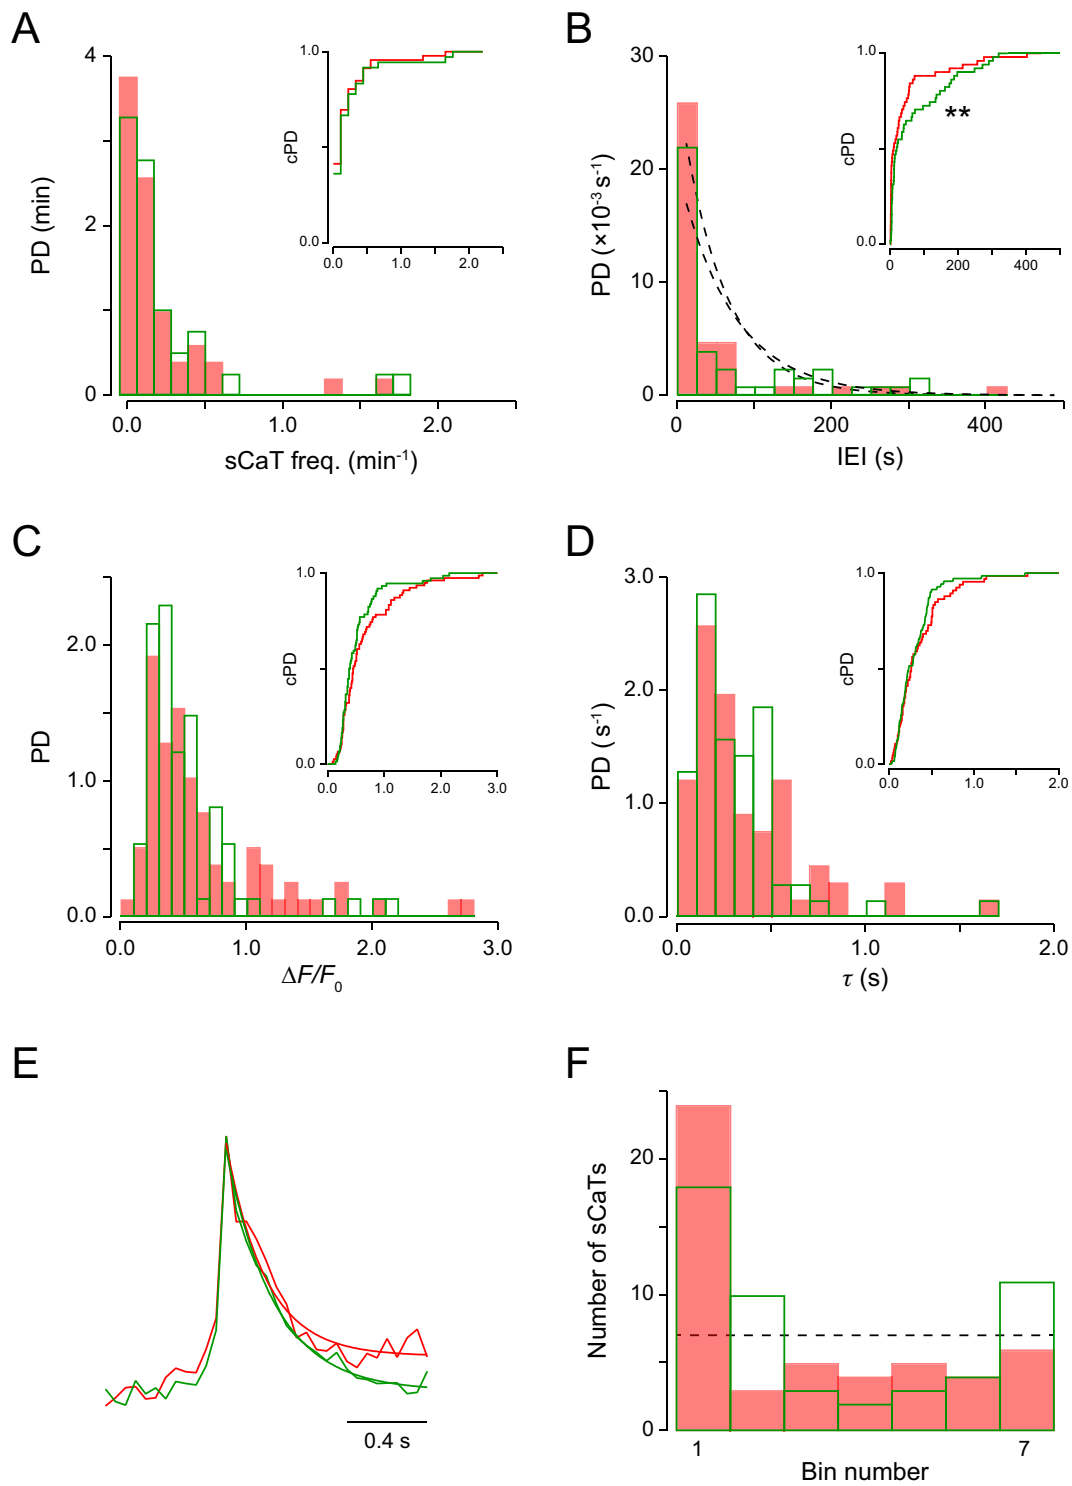 A
4
2
0
PD (min)
0.0
1.0
2.0
sCaT freq. (min⁻¹)
1.0
0.0
cPD
0.0
1.0
2.0
B
30
20
10
0
PD (×10⁻³ s⁻¹)
0
200
400
IEI (s)
1.0
0.0
cPD
0
200
400
**
C
2.0
1.0
0.0
PD
0.0
1.0
2.0
3.0
ΔF/F₀
1.0
0.0
cPD
0.0
1.0
2.0
3.0
D
3.0
2.0
1.0
0.0
PD ( s⁻¹)
0.0
1.0
2.0
τ (s)
1.0
0.0
cPD
0.0
1.0
2.0
E
0.4 s
F
20
10
0
Number of sCaTs
1
7
Bin number